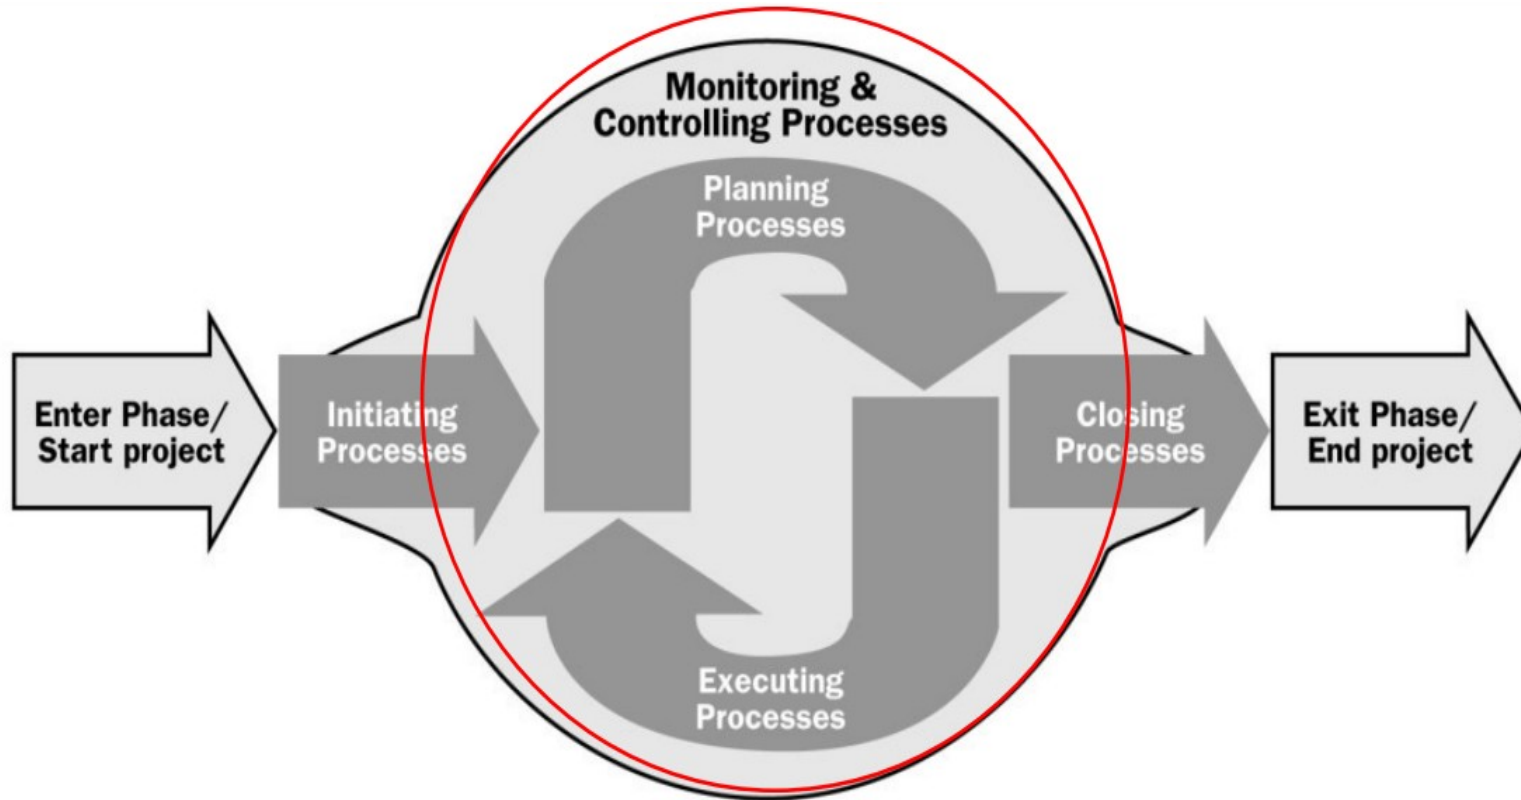 Monitoring &
Controlling Processes
Planning
Processes
Enter Phase/
Start project
Initiating
Processes
Closing
Processes
Exit Phase/
End project
Executing
Processes